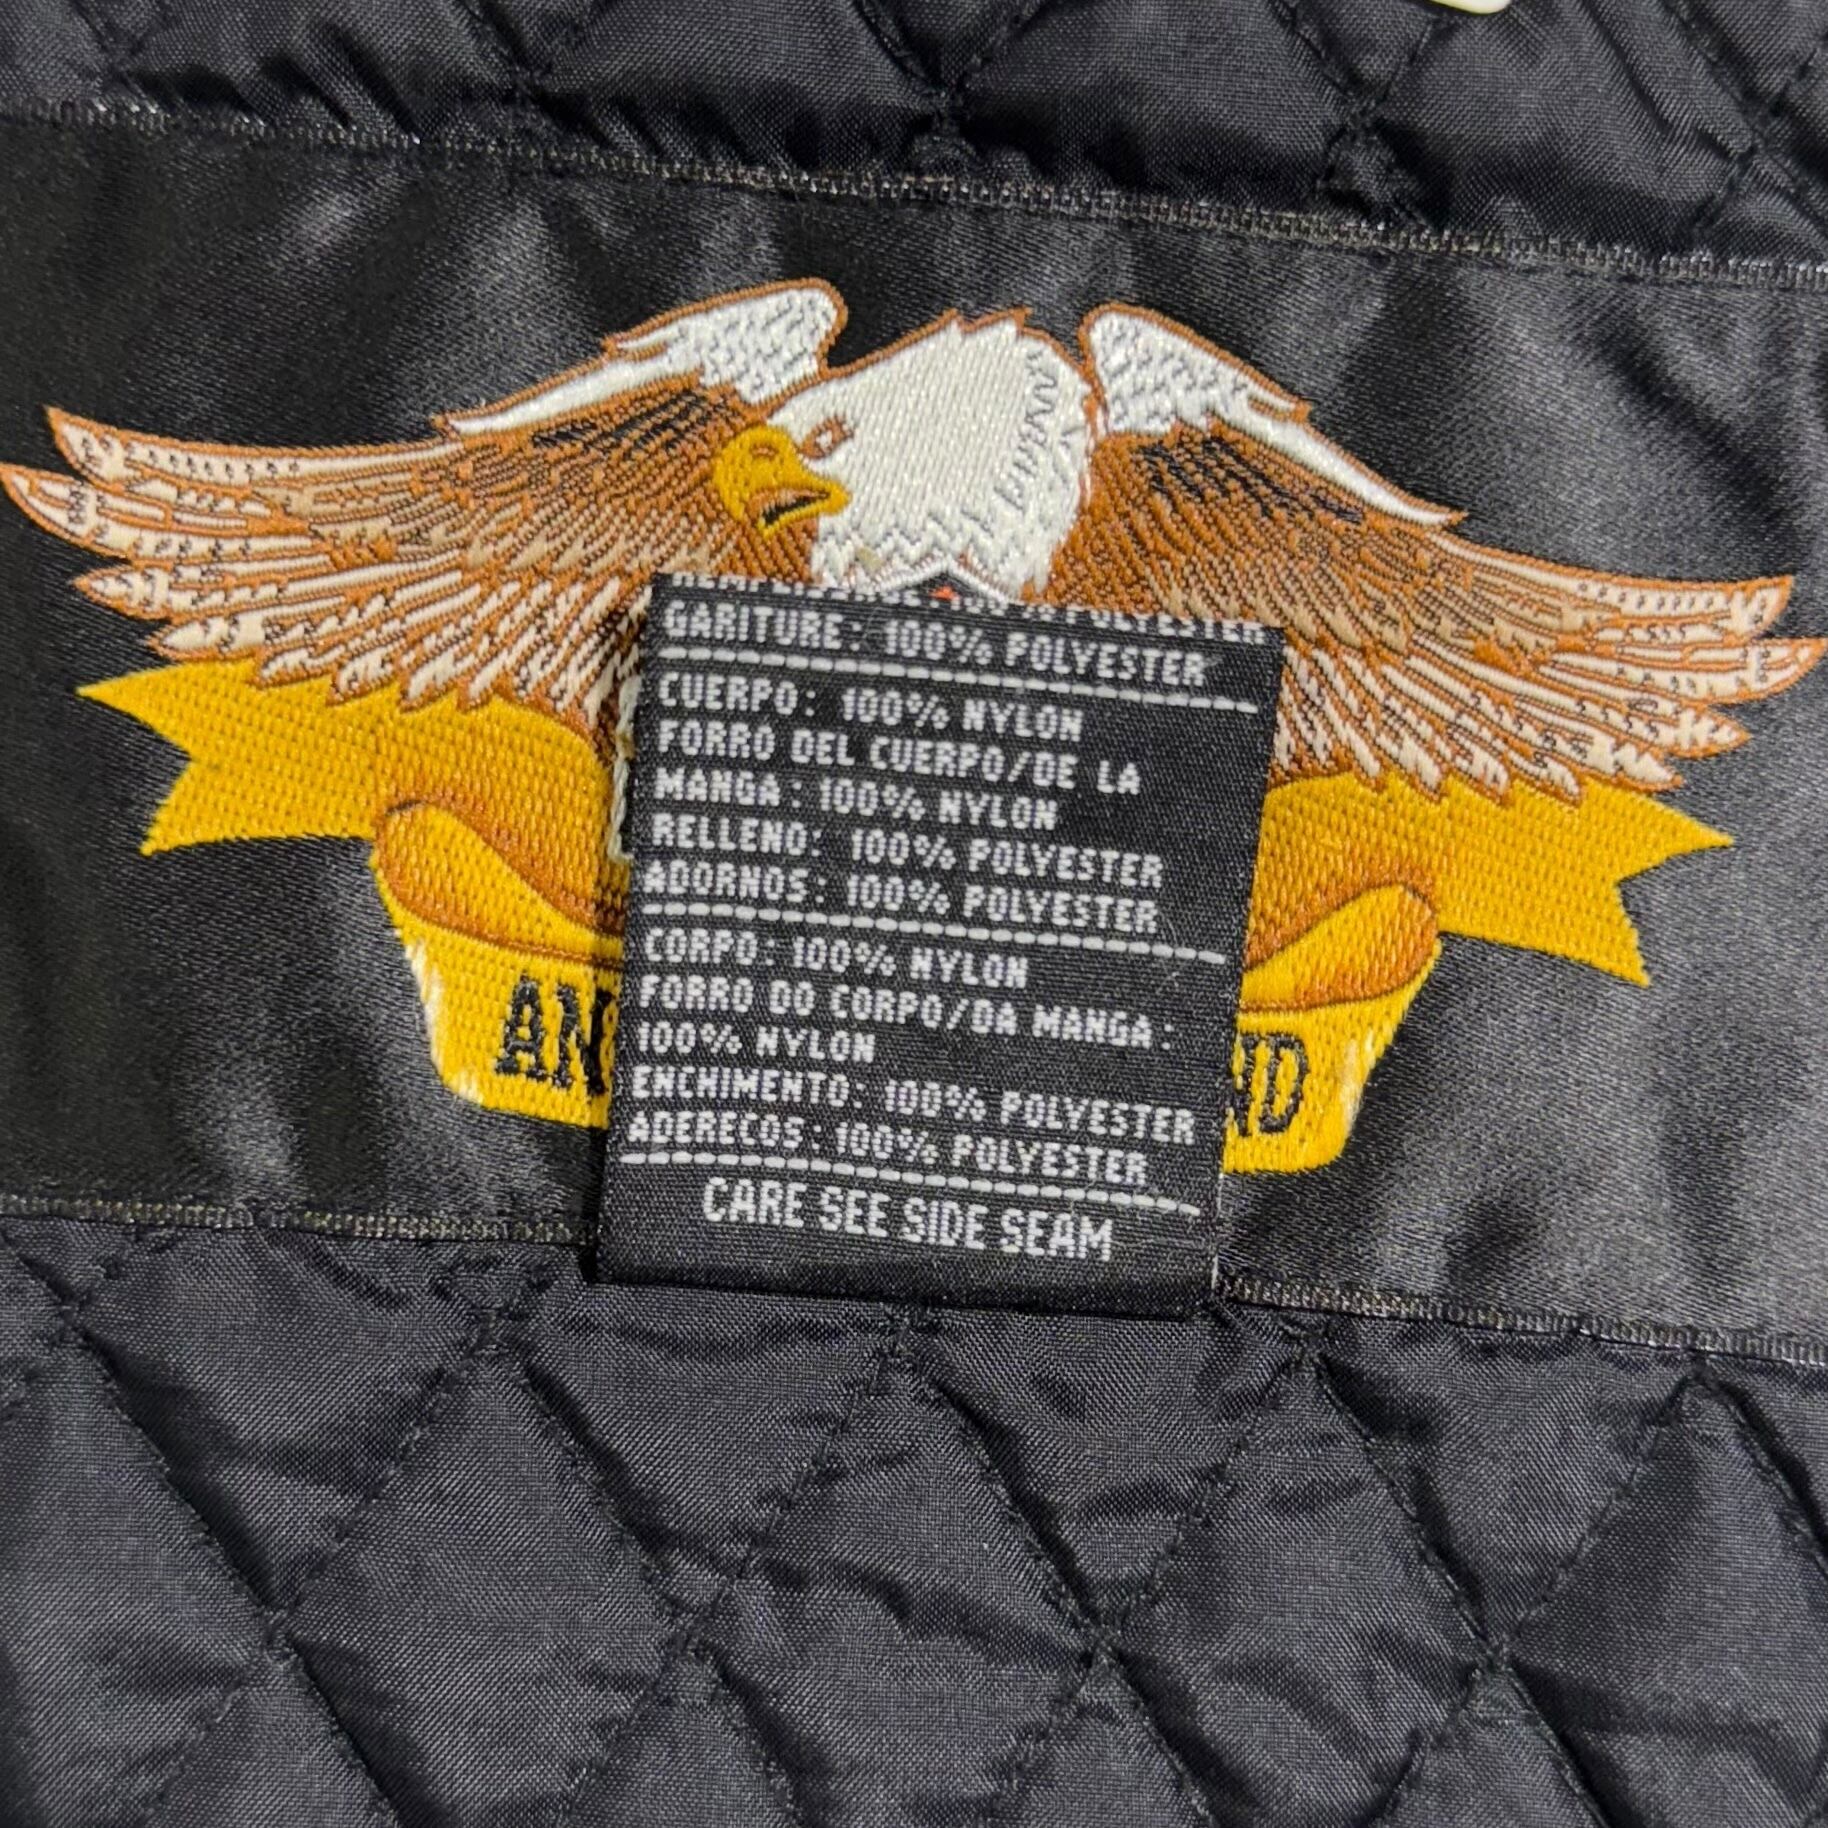 GARITURE: 100% POLYESTER
CUERPO: 100% NYLON
FORRO DEL CUERPO/DE LA
MANGA: 100% NYLON
RELLENO: 100% POLYESTER
ADORNOS: 100% POLYESTER
CORPO: 100% NYLON
FORRO DO CORPO/DA MANGA:
100% NYLON
ENCHIMENTO: 100% POLYESTER
ADERECOS: 100% POLYESTER
CARE SEE SIDE SEAM